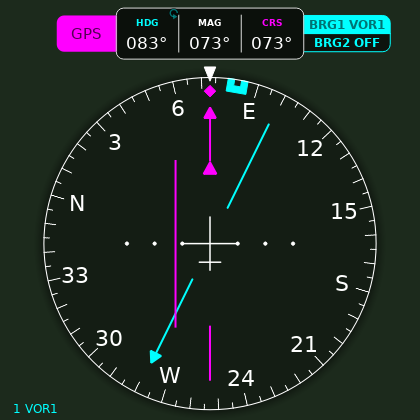 GPS
HDG MAG CRS
083° 073° 073°
BRG1 VOR1
BRG2 OFF
6
E
3
12
N
15
33
S
30
21
W
24
1 VOR1